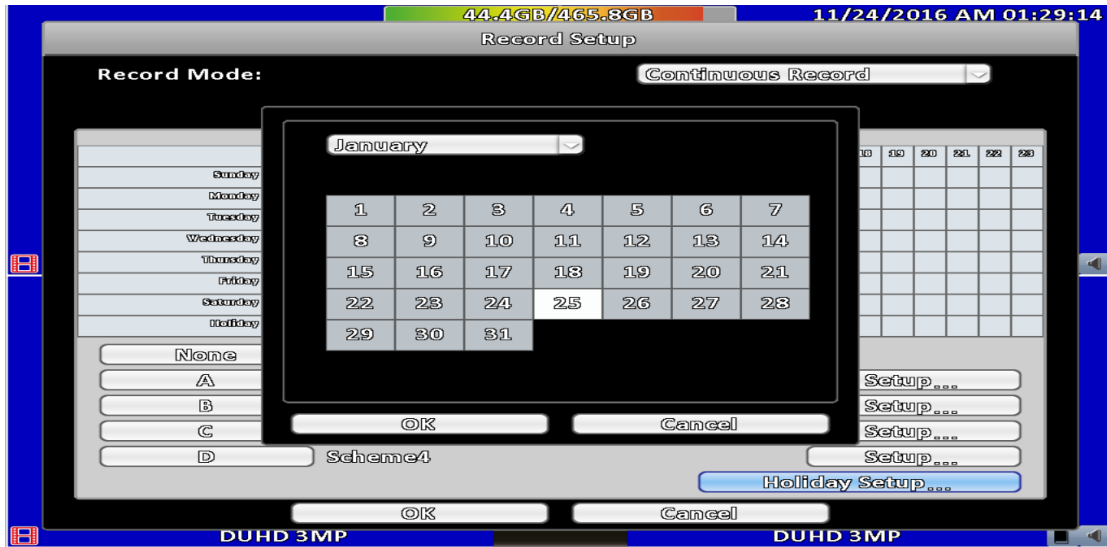 44.4GB/465.8GB 11/24/2016 AM 01:29:14
Record Setup
Record Mode: Continuous Record
January
18 19 20 21 22 23
Sunday
Monday
Tuesday
Wednesday
Thursday
Friday
Saturday
Holiday
1 2 3 4 5 6 7
8 9 10 11 12 13 14
15 16 17 18 19 20 21
22 23 24 25 26 27 28
29 30 31
None
A Setup...
B Setup...
C Setup...
OK Cancel
D Scheme4 Setup...
Holiday Setup...
OK Cancel
DUHD 3MP DUHD 3MP